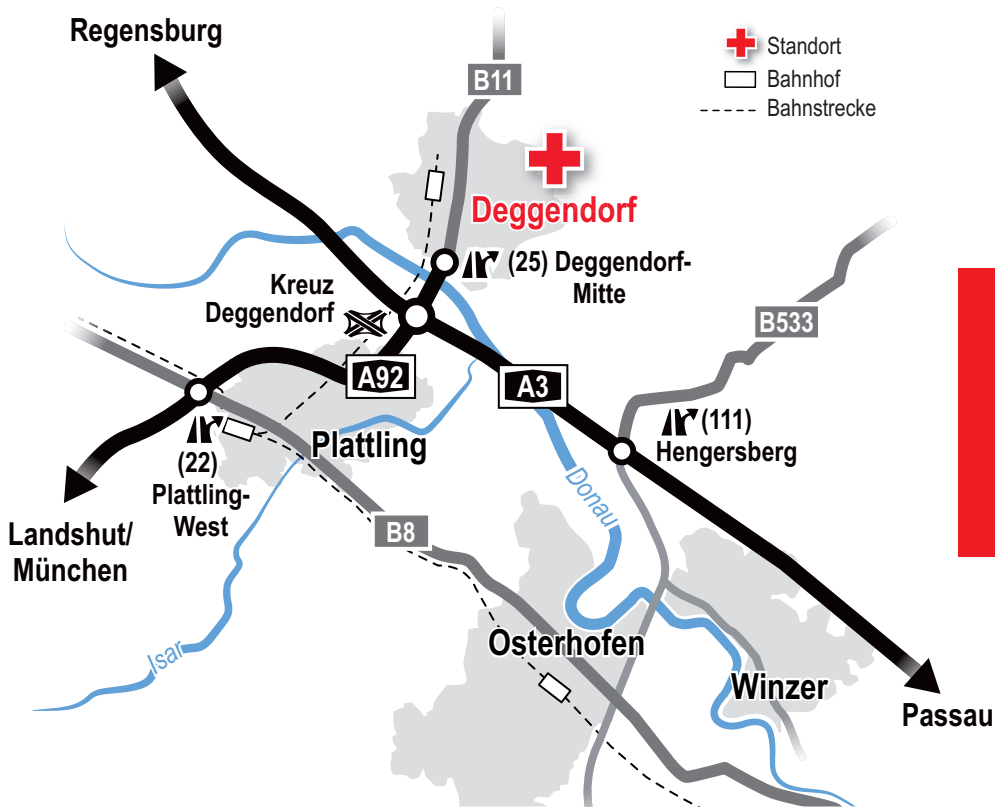 Regensburg
Standort
Bahnhof
Bahnstrecke
B11
Deggendorf
(25) Deggendorf-
Mitte
Kreuz
Deggendorf
B533
A92
A3
(111)
Hengersberg
Plattling
(22)
Plattling-
West
Donau
Landshut/
München
B8
Isar
Osterhofen
Winzer
Passau